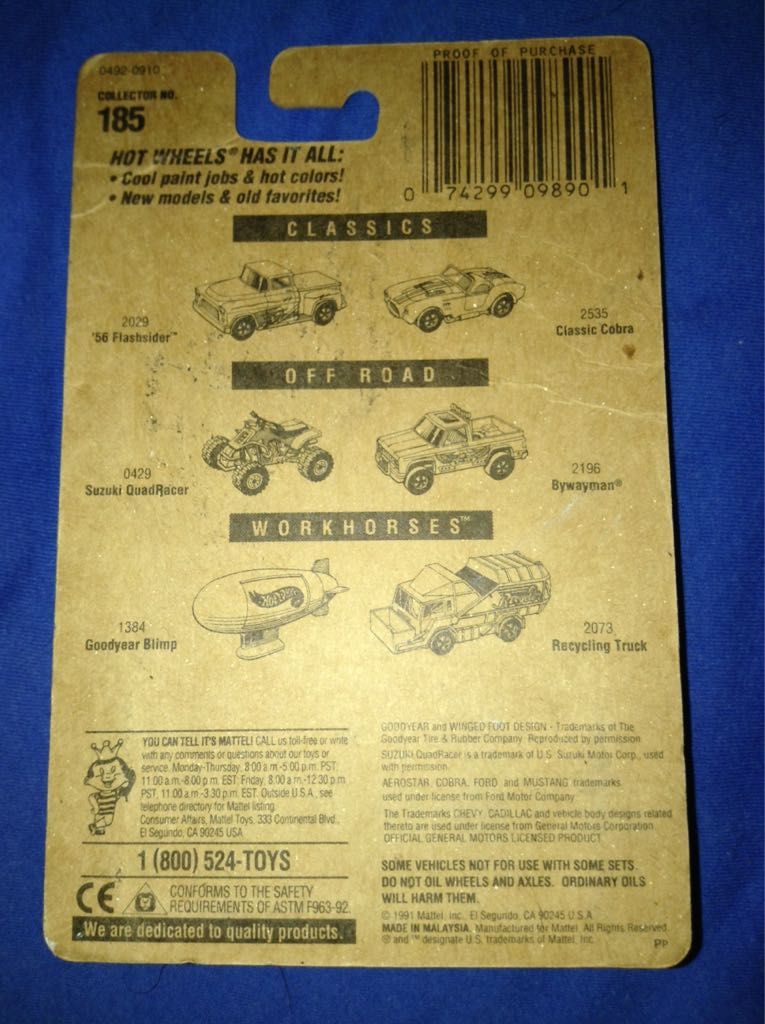 0492-0910
COLLECTOR NO.
185
PROOF OF PURCHASE
0 74299 09890 1
HOT WHEELS® HAS IT ALL:
• Cool paint jobs & hot colors!
• New models & old favorites!
CLASSICS
2029
'56 Flashsider™
2535
Classic Cobra
OFF ROAD
0429
Suzuki QuadRacer
2196
Bywayman®
WORKHORSES™
1384
Goodyear Blimp
2073
Recycling Truck
YOU CAN TELL IT'S MATTEL! CALL us toll-free or write
with any comments or questions about our toys or
service. Monday-Thursday, 8:00 a.m.-5:00 p.m. PST;
11:00 a.m.-8:00 p.m. EST; Friday, 8:00 a.m.-12:30 p.m.
PST, 11:00 a.m.-3:30 p.m. EST. Outside U.S.A., see
telephone directory for Mattel listing.
Consumer Affairs, Mattel Toys, 333 Continental Blvd.,
El Segundo, CA 90245 USA
1 (800) 524-TOYS
CE CONFORMS TO THE SAFETY
REQUIREMENTS OF ASTM F963-92.
We are dedicated to quality products.
GOODYEAR and WINGED FOOT DESIGN - Trademarks of The
Goodyear Tire & Rubber Company. Reproduced by permission.
SUZUKI QuadRacer is a trademark of U.S. Suzuki Motor Corp., used
with permission.
AEROSTAR, COBRA, FORD and MUSTANG trademarks
used under license from Ford Motor Company.
The Trademarks CHEVY, CADILLAC and vehicle body designs related
thereto are used under license from General Motors Corporation.
OFFICIAL GENERAL MOTORS LICENSED PRODUCT.
SOME VEHICLES NOT FOR USE WITH SOME SETS.
DO NOT OIL WHEELS AND AXLES. ORDINARY OILS
WILL HARM THEM.
© 1991 Mattel, Inc. El Segundo, CA 90245 U.S.A.
MADE IN MALAYSIA. Manufactured for Mattel. All Rights Reserved.
® and ™ designate U.S. trademarks of Mattel, Inc.
PP